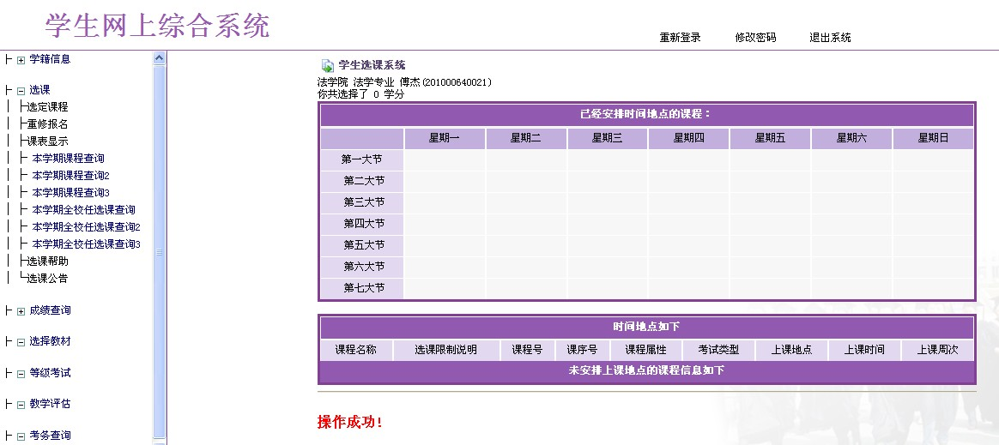 学生网上综合系统
重新登录 修改密码 退出系统
学籍信息
选课
选定课程
重修报名
课表显示
本学期课程查询
本学期课程查询2
本学期课程查询3
本学期全校任选课查询
本学期全校任选课查询2
本学期全校任选课查询3
选课帮助
选课公告
成绩查询
选择教材
等级考试
教学评估
考务查询
学生选课系统
法学院 法学专业 傅杰(201000640021)
你共选择了 0 学分
已经安排时间地点的课程：
星期一 星期二 星期三 星期四 星期五 星期六 星期日
第一大节
第二大节
第三大节
第四大节
第五大节
第六大节
第七大节
时间地点如下
课程名称 选课限制说明 课程号 课序号 课程属性 考试类型 上课地点 上课时间 上课周次
未安排上课地点的课程信息如下
操作成功！